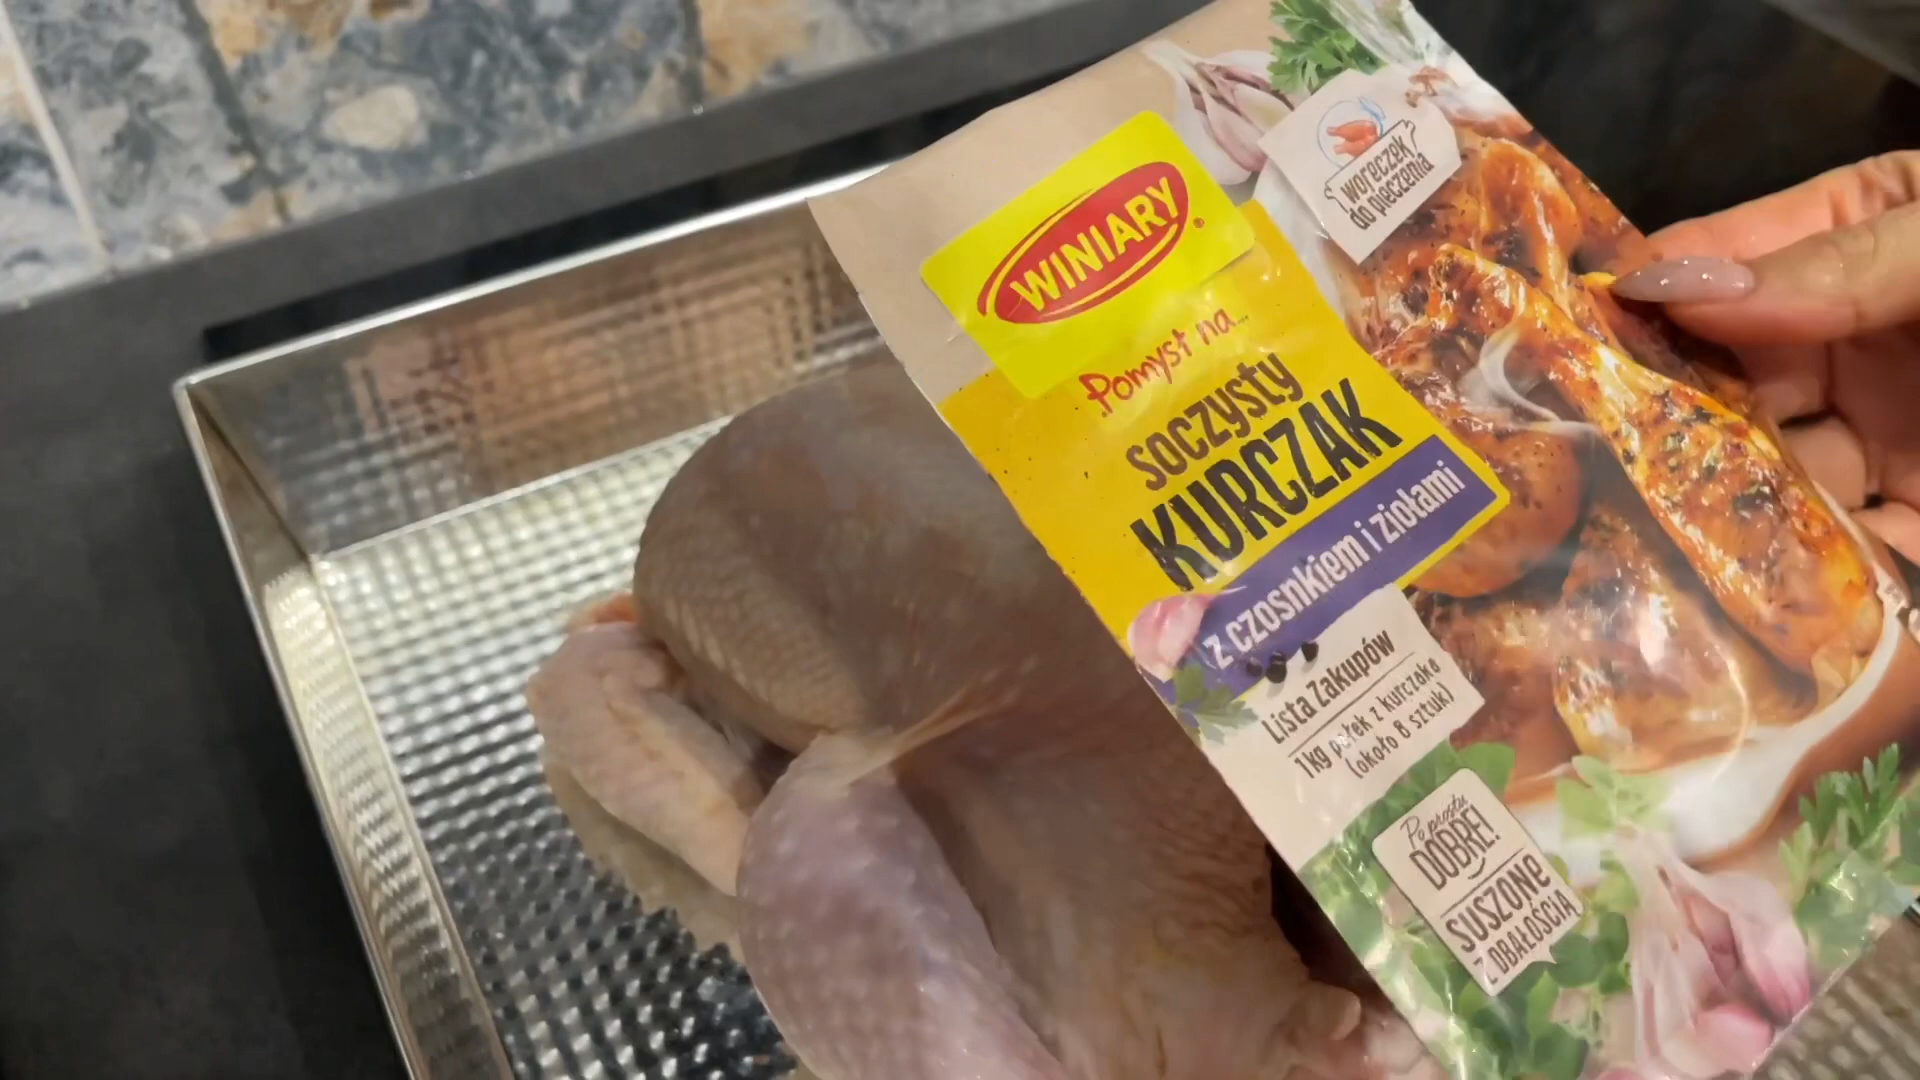 WINIARY
Pomysł na...
soczysty
KURCZAK
z czosnkiem i ziołami
woreczek
do pieczenia
Lista Zakupów
1 kg pałek z kurczaka
(około 8 sztuk)
Po prostu
DOBRE!
SUSZONE
Z DBAŁOŚCIĄ